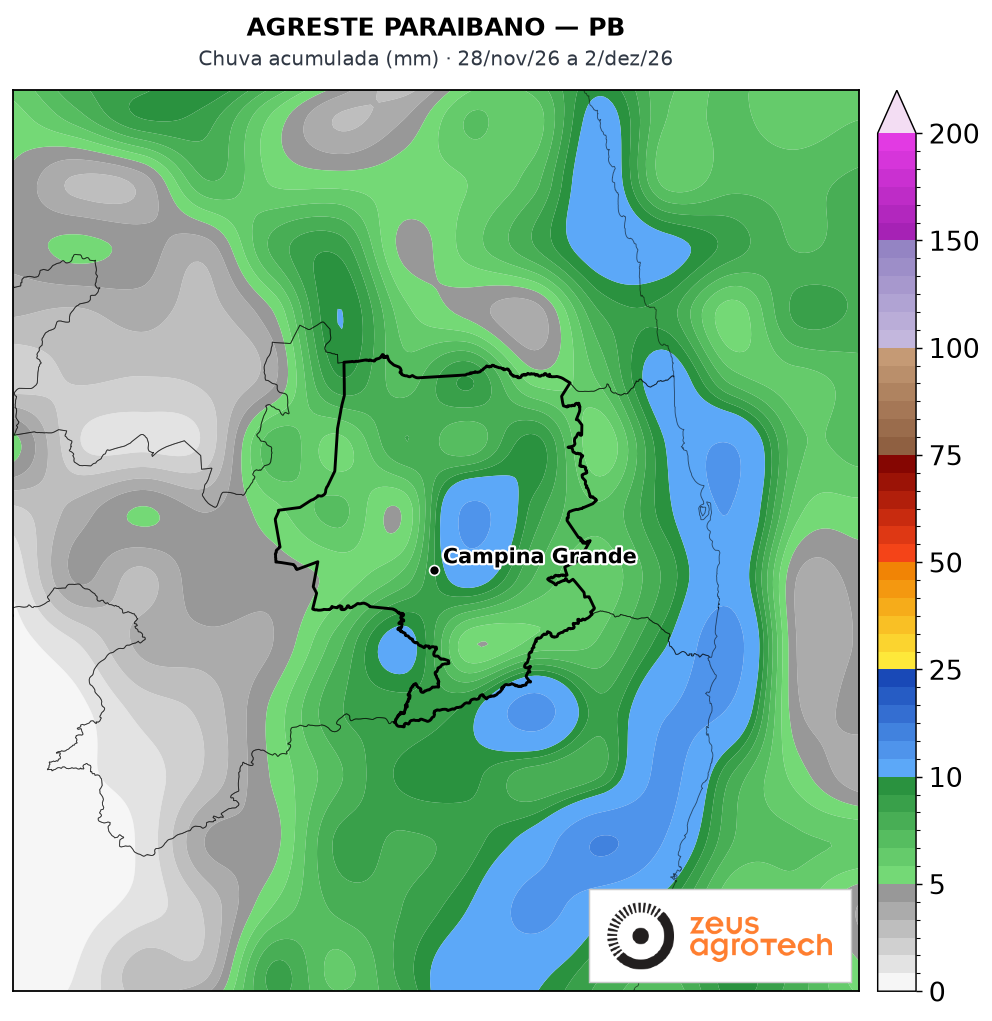 AGRESTE PARAIBANO — PB
Chuva acumulada (mm) · 28/nov/26 a 2/dez/26
200
150
100
75
50
25
10
5
0
Campina Grande
zeus
agrotech